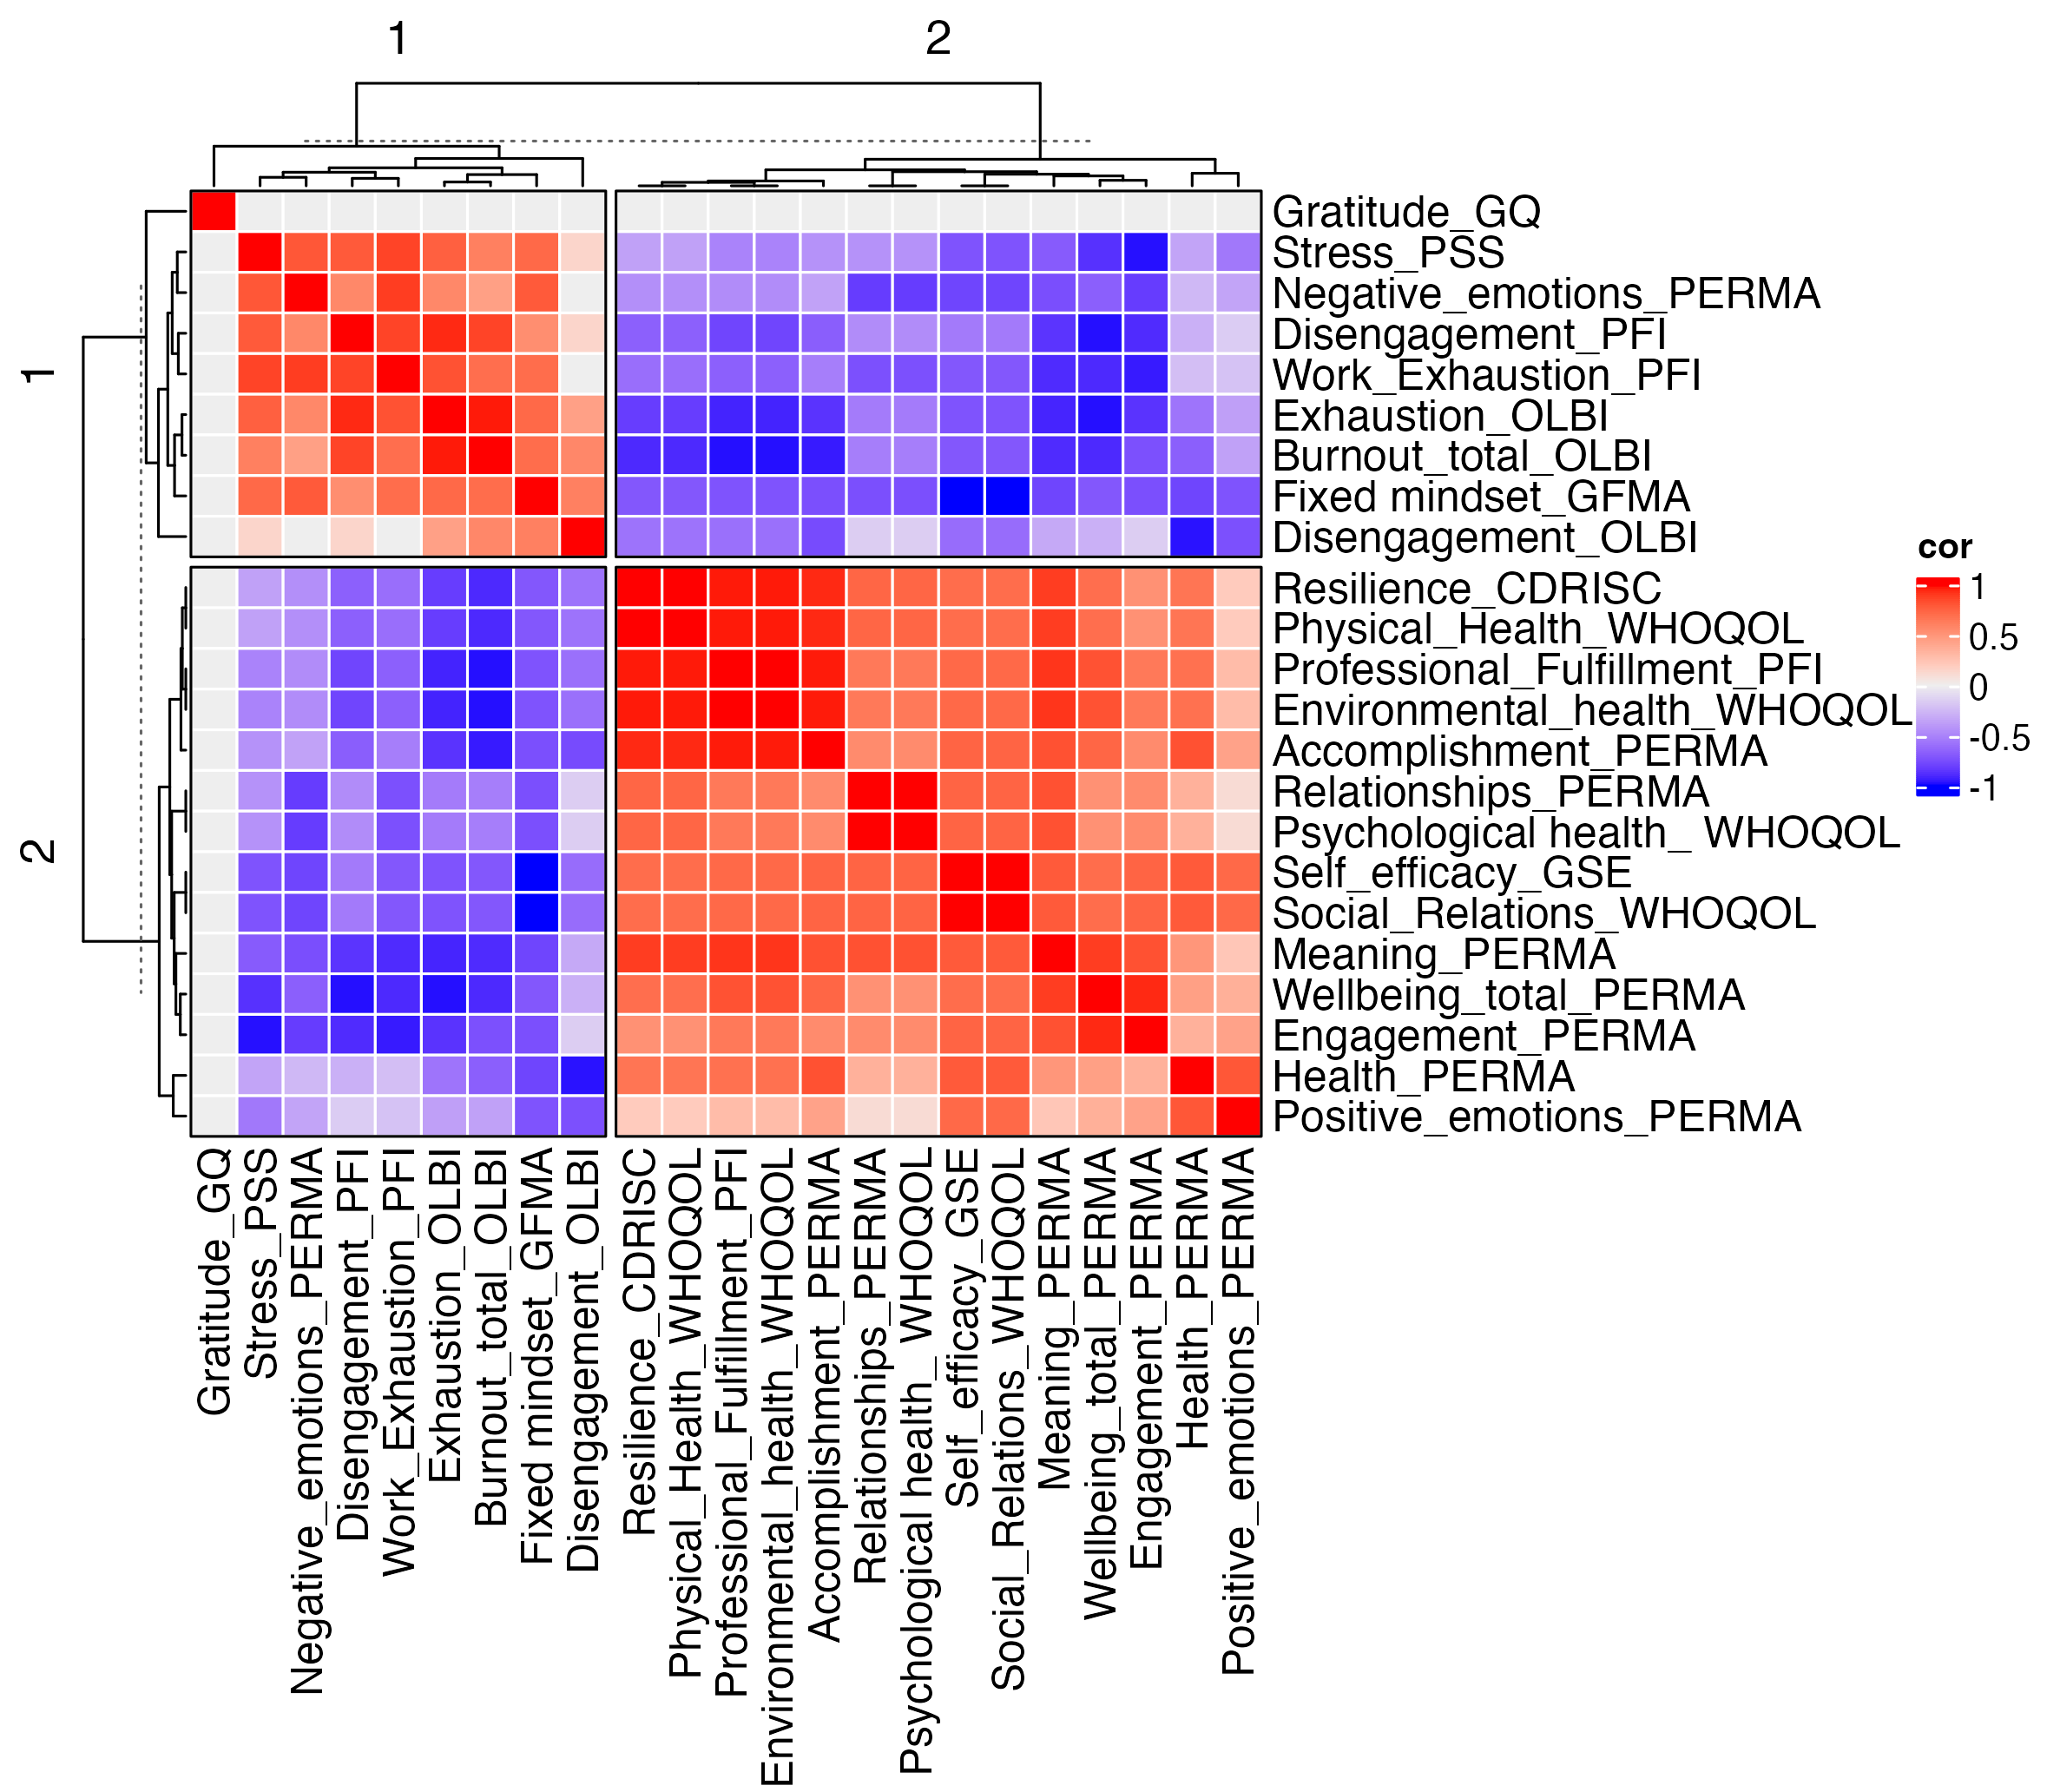 1
2
1
2
Gratitude_GQ
Stress_PSS
Negative_emotions_PERMA
Disengagement_PFI
Work_Exhaustion_PFI
Exhaustion_OLBI
Burnout_total_OLBI
Fixed mindset_GFMA
Disengagement_OLBI
Resilience_CDRISC
Physical_Health_WHOQOL
Professional_Fulfillment_PFI
Environmental_health_WHOQOL
Accomplishment_PERMA
Relationships_PERMA
Psychological health_ WHOQOL
Self_efficacy_GSE
Social_Relations_WHOQOL
Meaning_PERMA
Wellbeing_total_PERMA
Engagement_PERMA
Health_PERMA
Positive_emotions_PERMA
cor
1
0.5
0
-0.5
-1
Gratitude_GQ
Stress_PSS
Negative_emotions_PERMA
Disengagement_PFI
Work_Exhaustion_PFI
Exhaustion_OLBI
Burnout_total_OLBI
Fixed mindset_GFMA
Disengagement_OLBI
Resilience_CDRISC
Physical_Health_WHOQOL
Professional_Fulfillment_PFI
Environmental_health_WHOQOL
Accomplishment_PERMA
Relationships_PERMA
Psychological health_ WHOQOL
Self_efficacy_GSE
Social_Relations_WHOQOL
Meaning_PERMA
Wellbeing_total_PERMA
Engagement_PERMA
Health_PERMA
Positive_emotions_PERMA